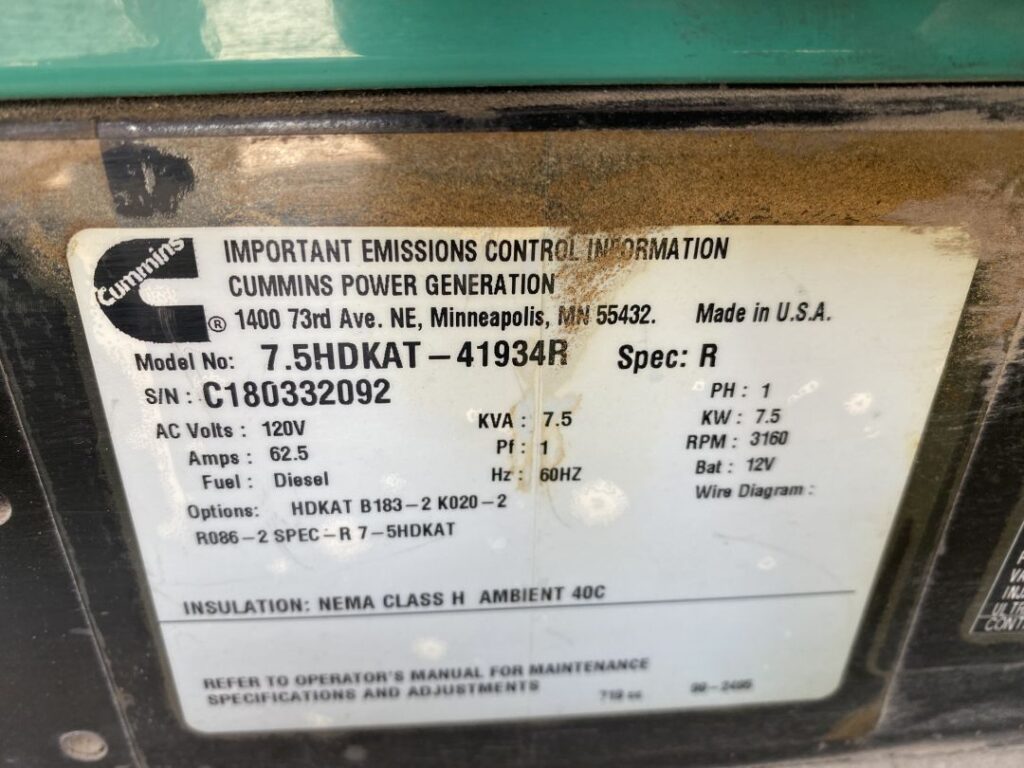 Cummins
®
IMPORTANT EMISSIONS CONTROL INFORMATION
CUMMINS POWER GENERATION
1400 73rd Ave. NE, Minneapolis, MN 55432. Made in U.S.A.
Model No: 7.5HDKAT-41934R Spec: R
S/N: C180332092 PH: 1
AC Volts: 120V KVA: 7.5 KW: 7.5
Amps: 62.5 Pf: 1 RPM: 3160
Fuel: Diesel Hz: 60HZ Bat: 12V
Options: HDKAT B183-2 K020-2 Wire Diagram:
R086-2 SPEC-R 7-5HDKAT
INSULATION: NEMA CLASS H AMBIENT 40C
REFER TO OPERATOR'S MANUAL FOR MAINTENANCE
SPECIFICATIONS AND ADJUSTMENTS
INJ
ULTR
CONT